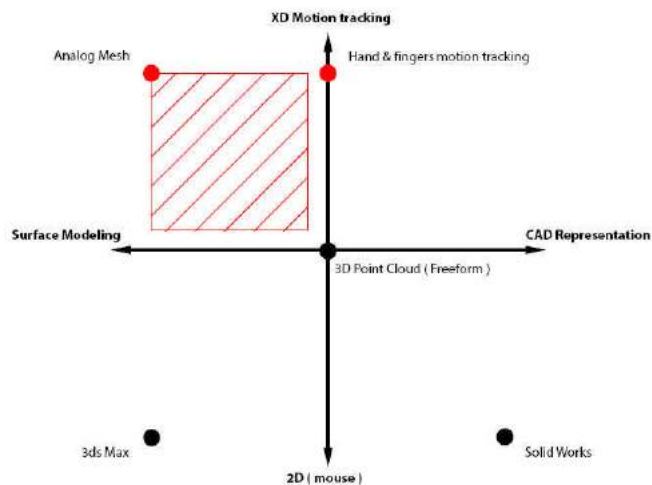 XD Motion tracking
Analog Mesh
Hand & fingers motion tracking
Surface Modeling
CAD Representation
3D Point Cloud ( Freeform )
3ds Max
Solid Works
2D ( mouse )